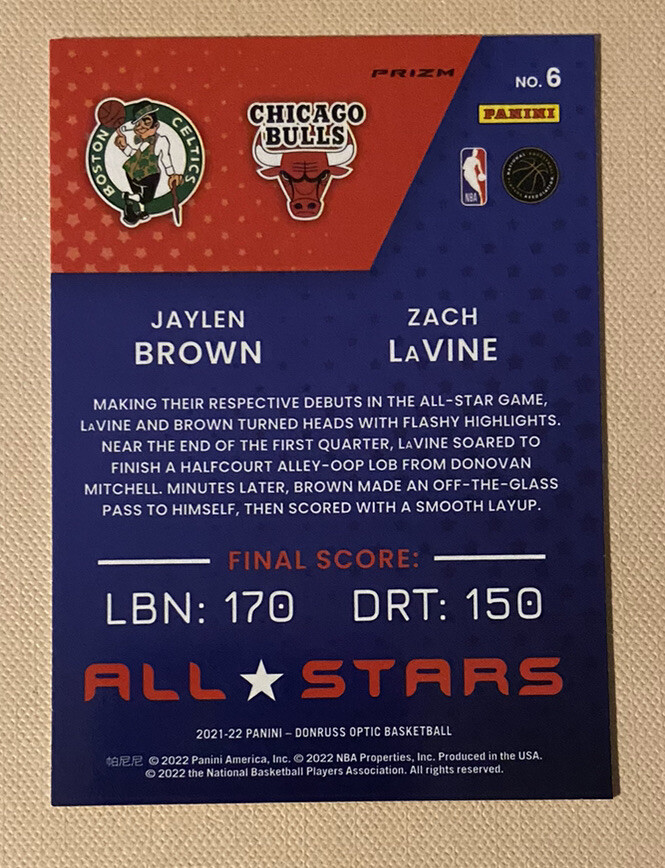 PRIZM
NO. 6
PANINI
BOSTON CELTICS
CHICAGO
BULLS
NBA
JAYLEN
BROWN
ZACH
LaVINE
MAKING THEIR RESPECTIVE DEBUTS IN THE ALL-STAR GAME,
LaVINE AND BROWN TURNED HEADS WITH FLASHY HIGHLIGHTS.
NEAR THE END OF THE FIRST QUARTER, LaVINE SOARED TO
FINISH A HALFCOURT ALLEY-OOP LOB FROM DONOVAN
MITCHELL. MINUTES LATER, BROWN MADE AN OFF-THE-GLASS
PASS TO HIMSELF, THEN SCORED WITH A SMOOTH LAYUP.
FINAL SCORE:
LBN: 170 DRT: 150
ALL★STARS
2021-22 PANINI – DONRUSS OPTIC BASKETBALL
帕尼尼 © 2022 Panini America, Inc. © 2022 NBA Properties, Inc. Produced in the USA.
© 2022 the National Basketball Players Association. All rights reserved.